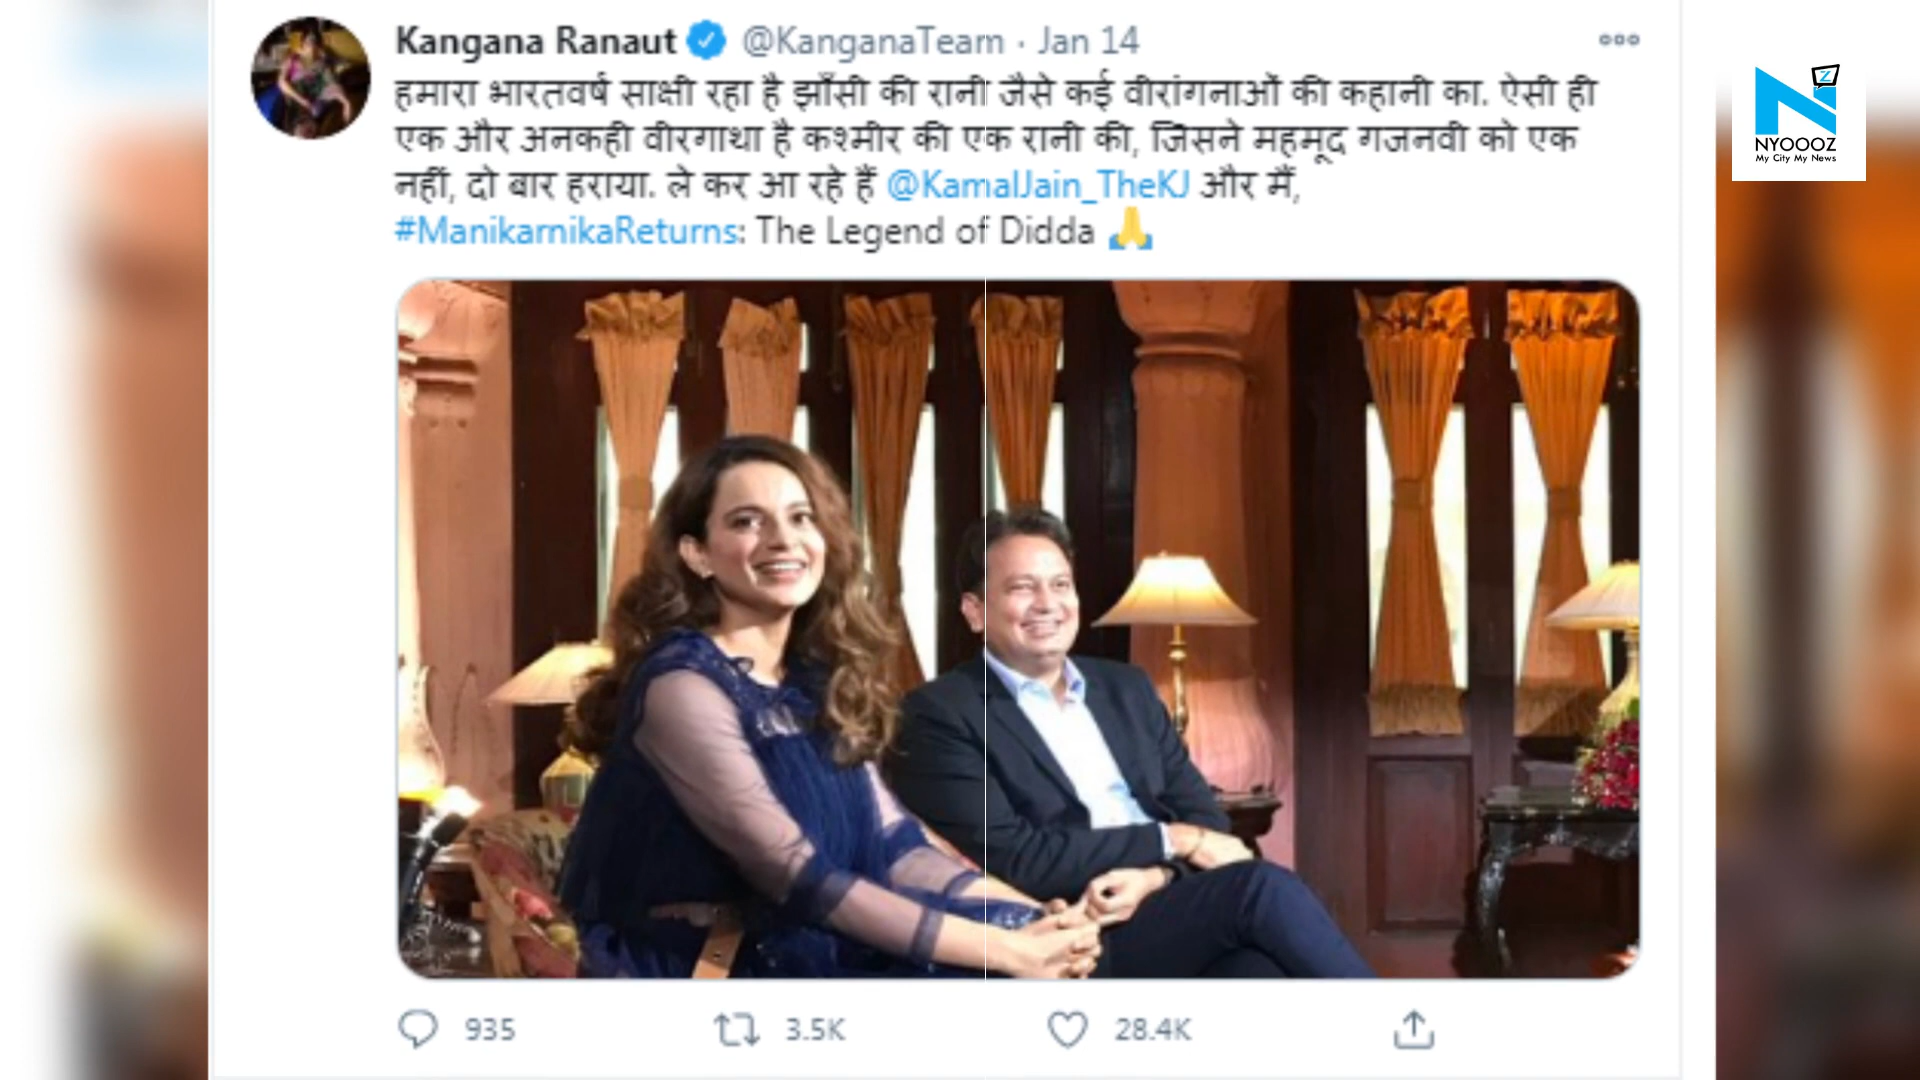 Kangana Ranaut @KanganaTeam · Jan 14
हमारा भारतवर्ष साक्षी रहा है झाँसी की रानी जैसे कई वीरांगनाओं की कहानी का. ऐसी ही
एक और अनकही वीरगाथा है कश्मीर की एक रानी की, जिसने महमूद गजनवी को एक
नहीं, दो बार हराया. ले कर आ रहे हैं @KamalJain_TheKJ और मैं,
#ManikarnikaReturns: The Legend of Didda 🙏
935 3.5K 28.4K
Z
NYOOOZ
My City My News